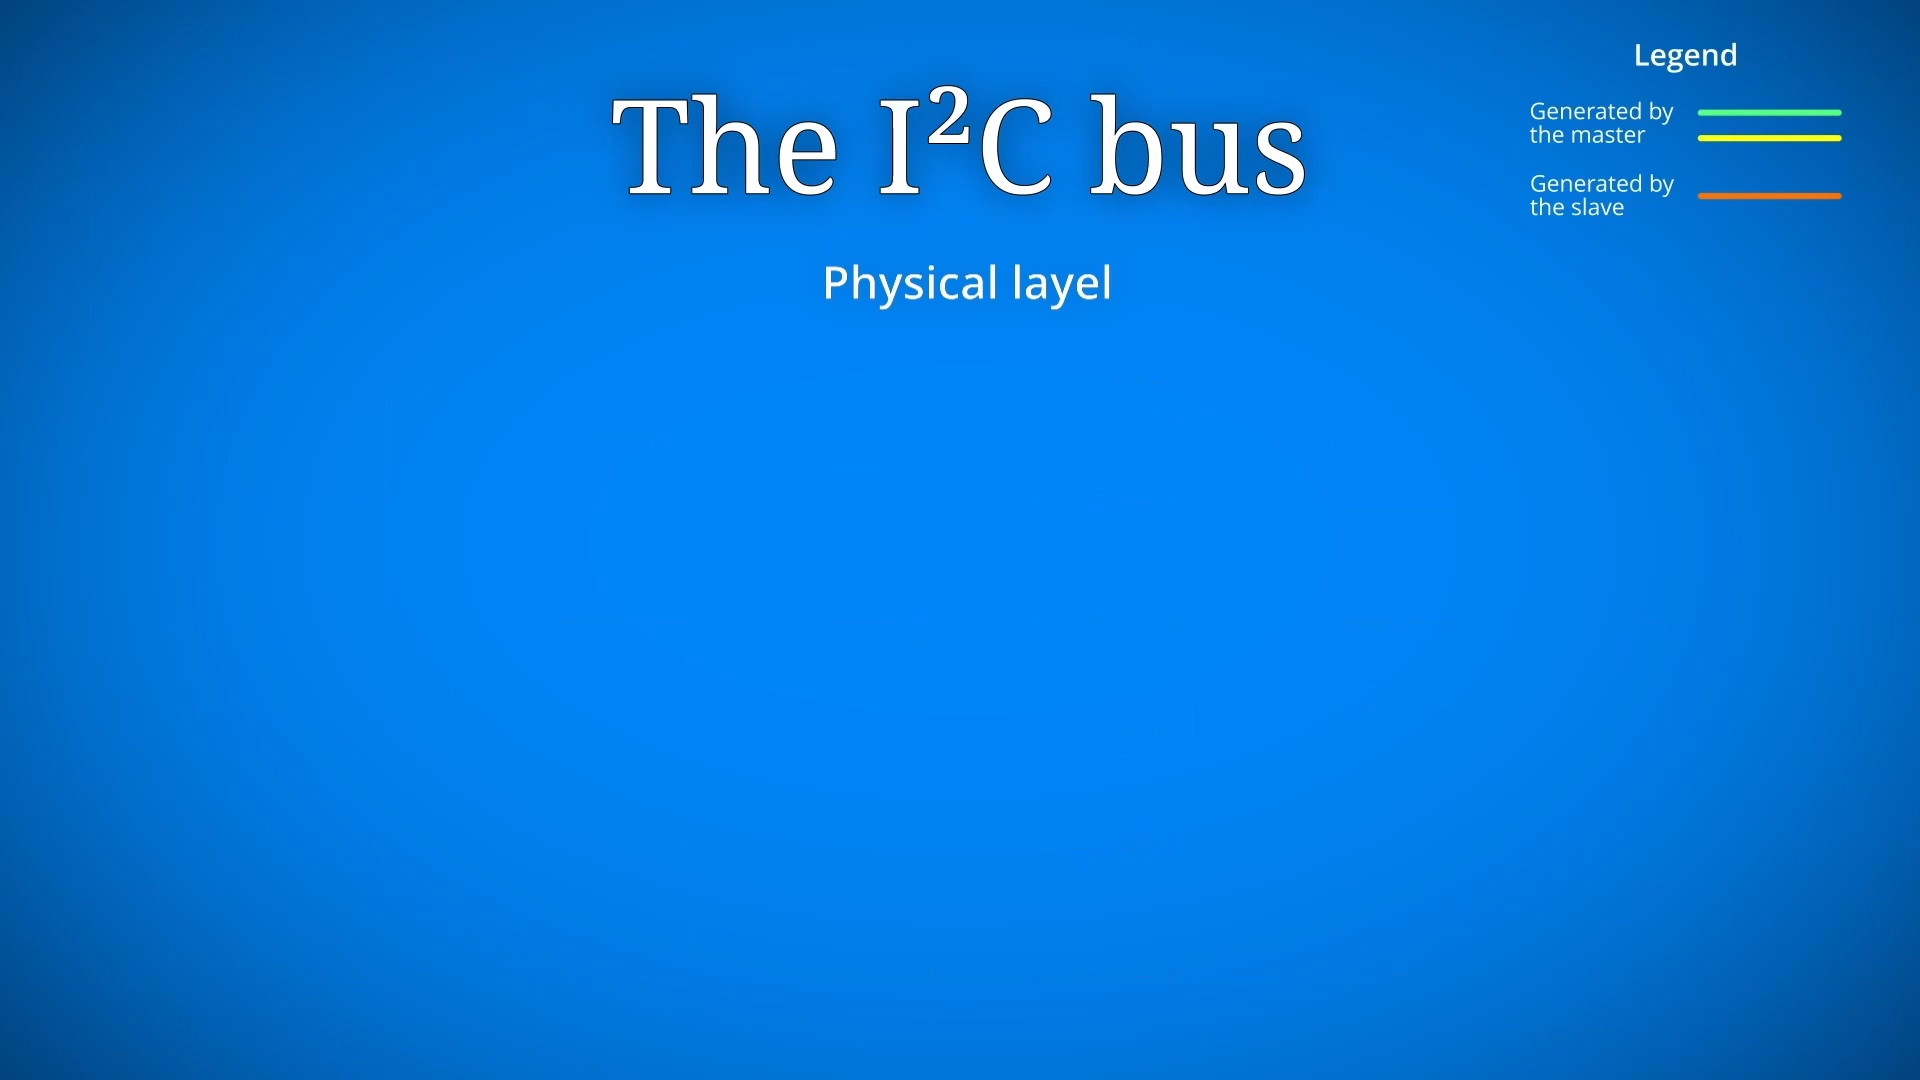 The I²C bus
Physical layel
Legend
Generated by
the master
Generated by
the slave